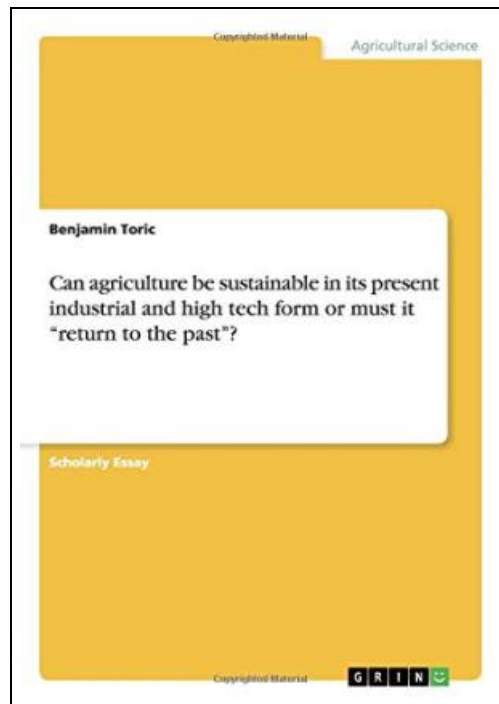 Copyrighted Material
Agricultural Science
Benjamin Toric
Can agriculture be sustainable in its present
industrial and high tech form or must it
“return to the past”?
Scholarly Essay
Copyrighted Material
GRIN